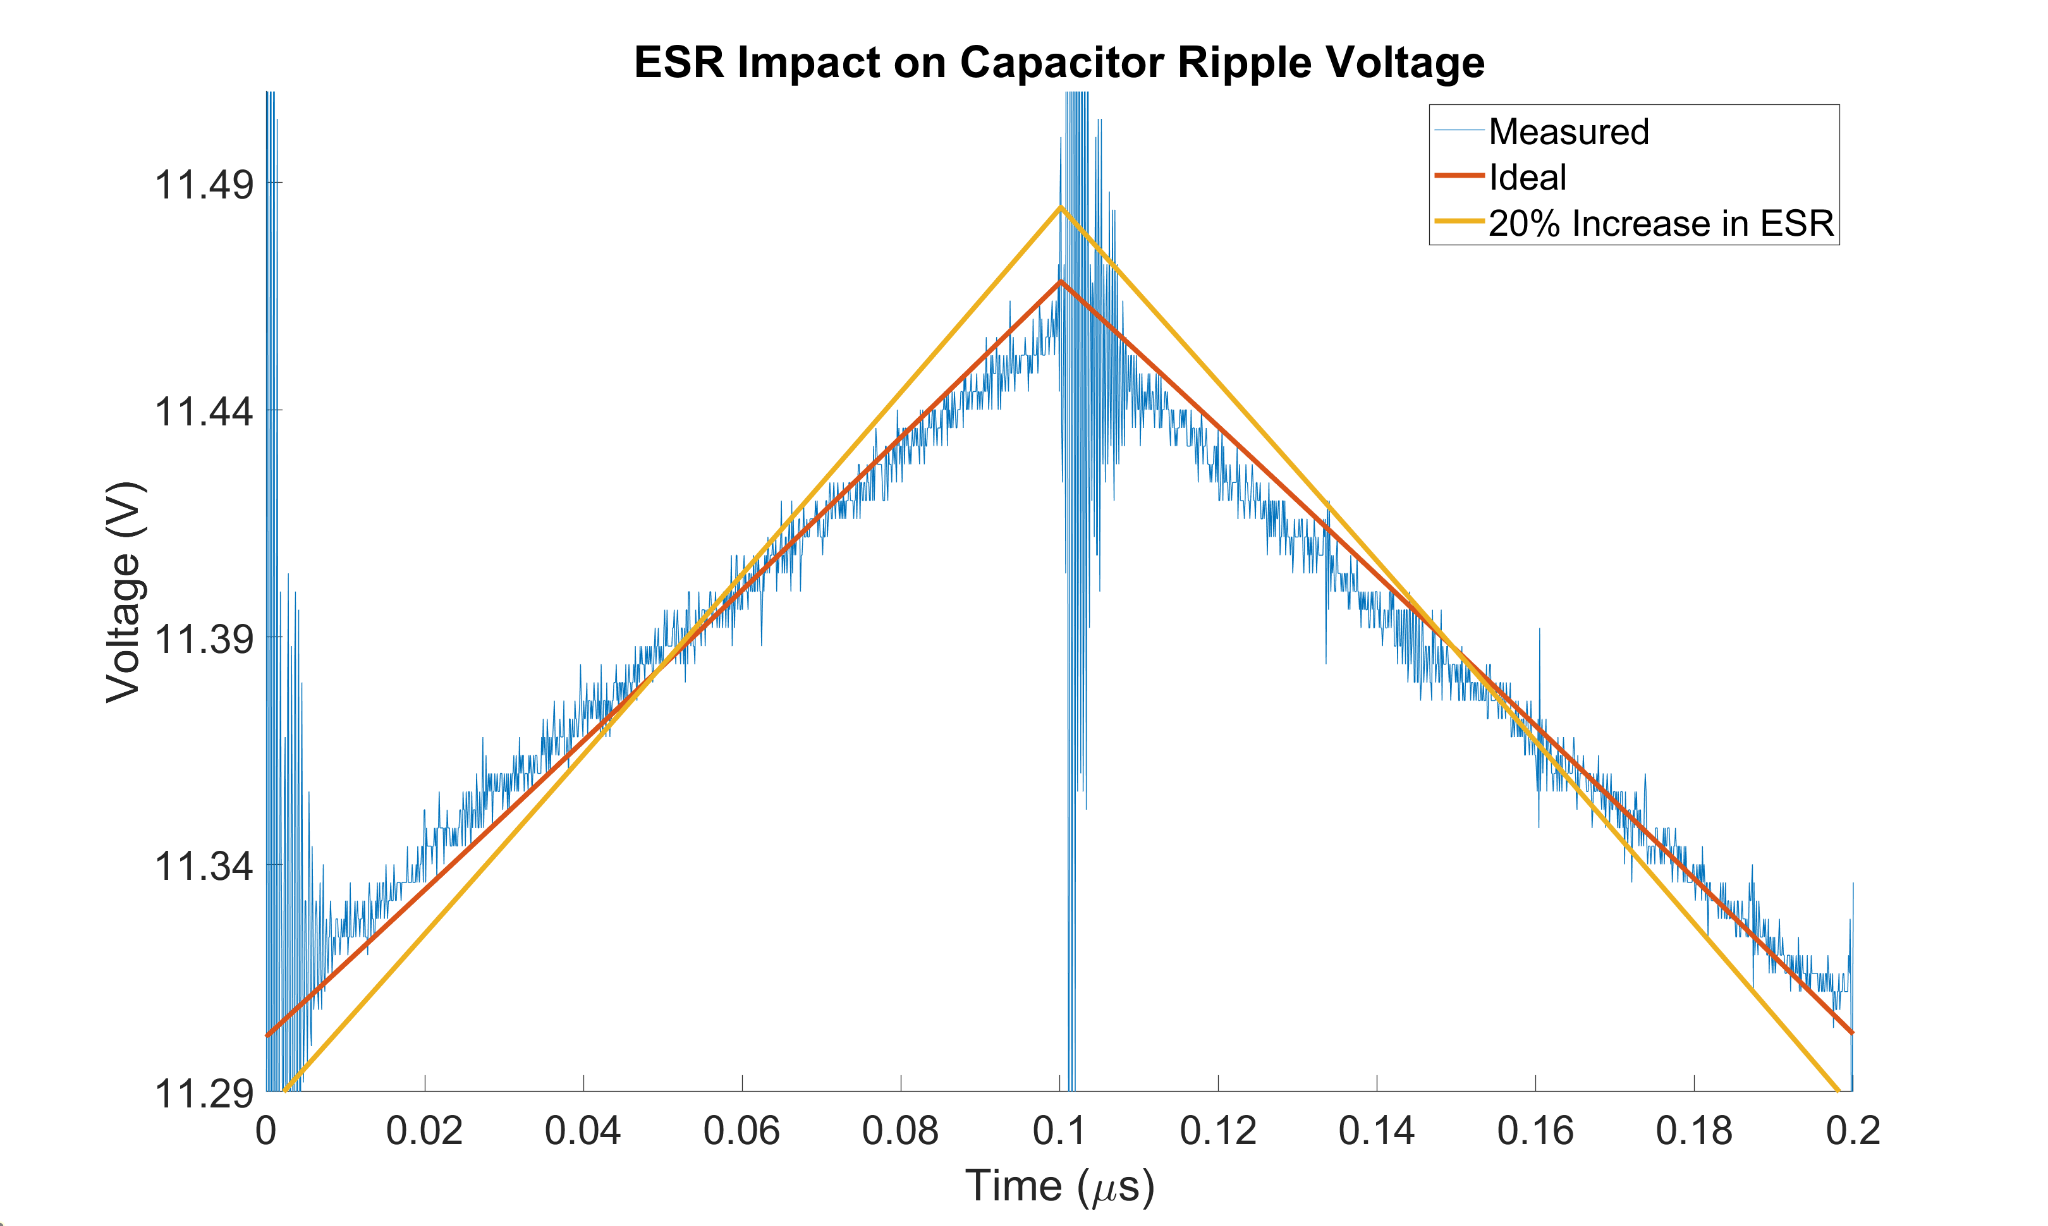 ESR Impact on Capacitor Ripple Voltage
Measured
Ideal
20% Increase in ESR
11.49
11.44
11.39
11.34
11.29
Voltage (V)
0 0.02 0.04 0.06 0.08 0.1 0.12 0.14 0.16 0.18 0.2
Time (μs)